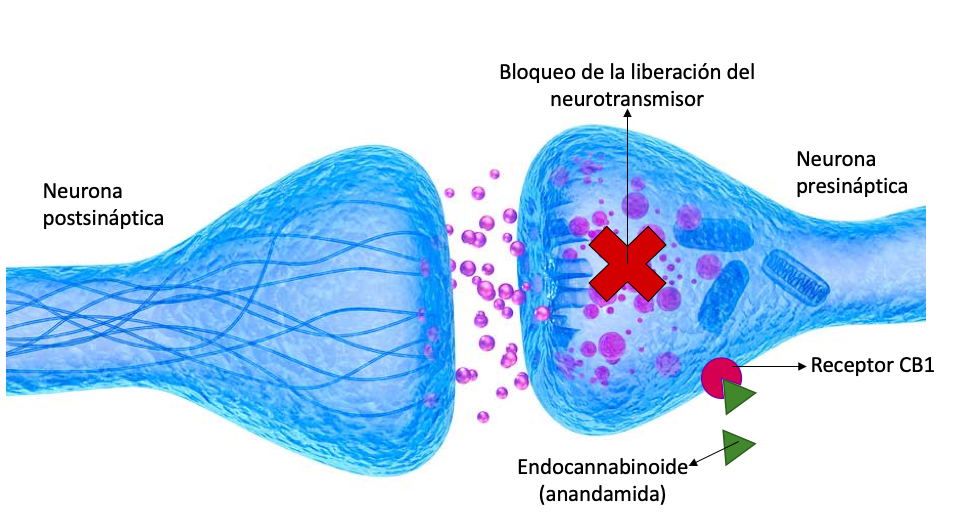 Bloqueo de la liberación del
neurotransmisor
Neurona
presináptica
Neurona
postsináptica
Receptor CB1
Endocannabinoide
(anandamida)